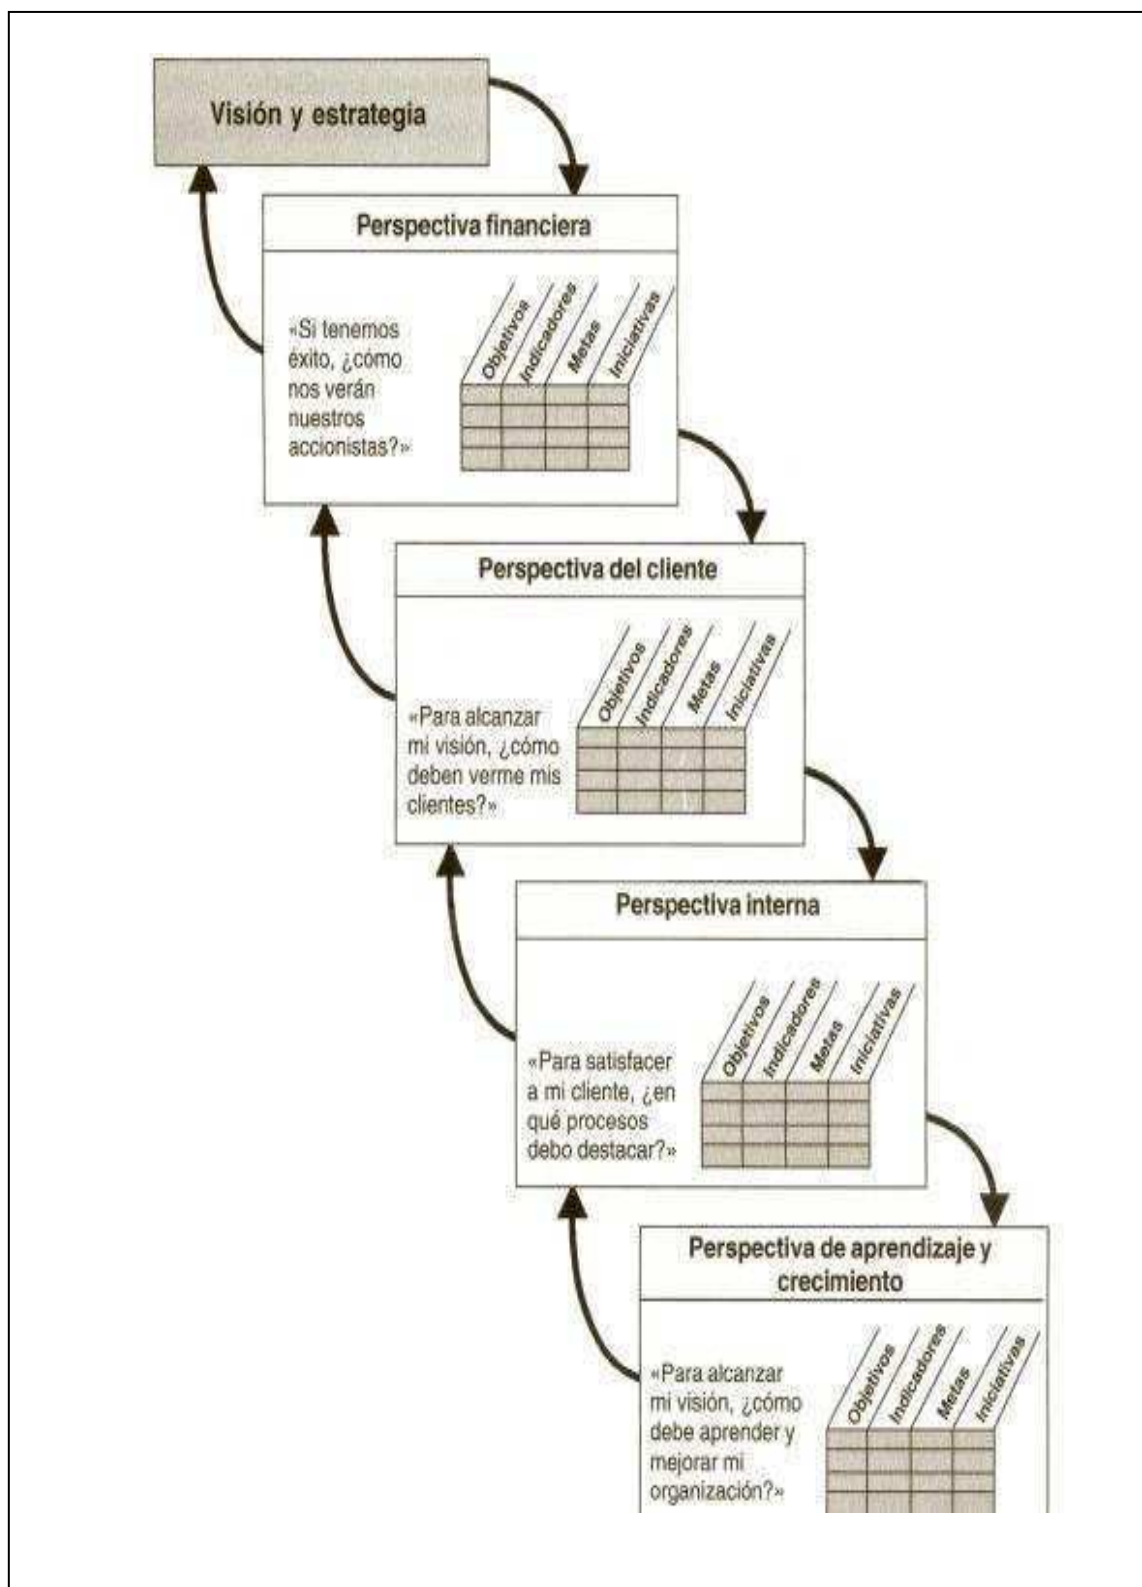 Visión y estrategia
Perspectiva financiera
«Si tenemos
éxito, ¿cómo
nos verán
nuestros
accionistas?»
Objetivos
Indicadores
Metas
Iniciativas
Perspectiva del cliente
«Para alcanzar
mi visión, ¿cómo
deben verme mis
clientes?»
Objetivos
Indicadores
Metas
Iniciativas
Perspectiva interna
«Para satisfacer
a mi cliente, ¿en
qué procesos
debo destacar?»
Objetivos
Indicadores
Metas
Iniciativas
Perspectiva de aprendizaje y
crecimiento
«Para alcanzar
mi visión, ¿cómo
debe aprender y
mejorar mi
organización?»
Objetivos
Indicadores
Metas
Iniciativas